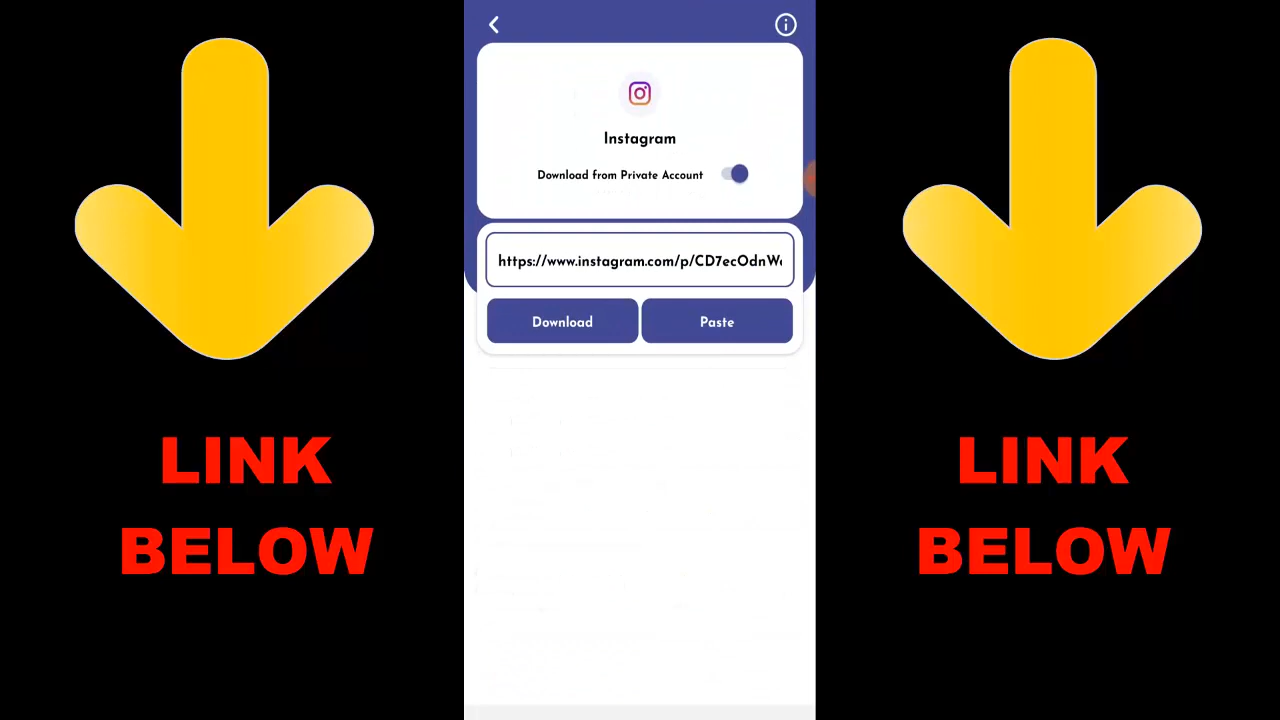 Instagram
Download from Private Account
https://www.instagram.com/p/CD7ecOdnW
Download Paste
LINK
BELOW
LINK
BELOW